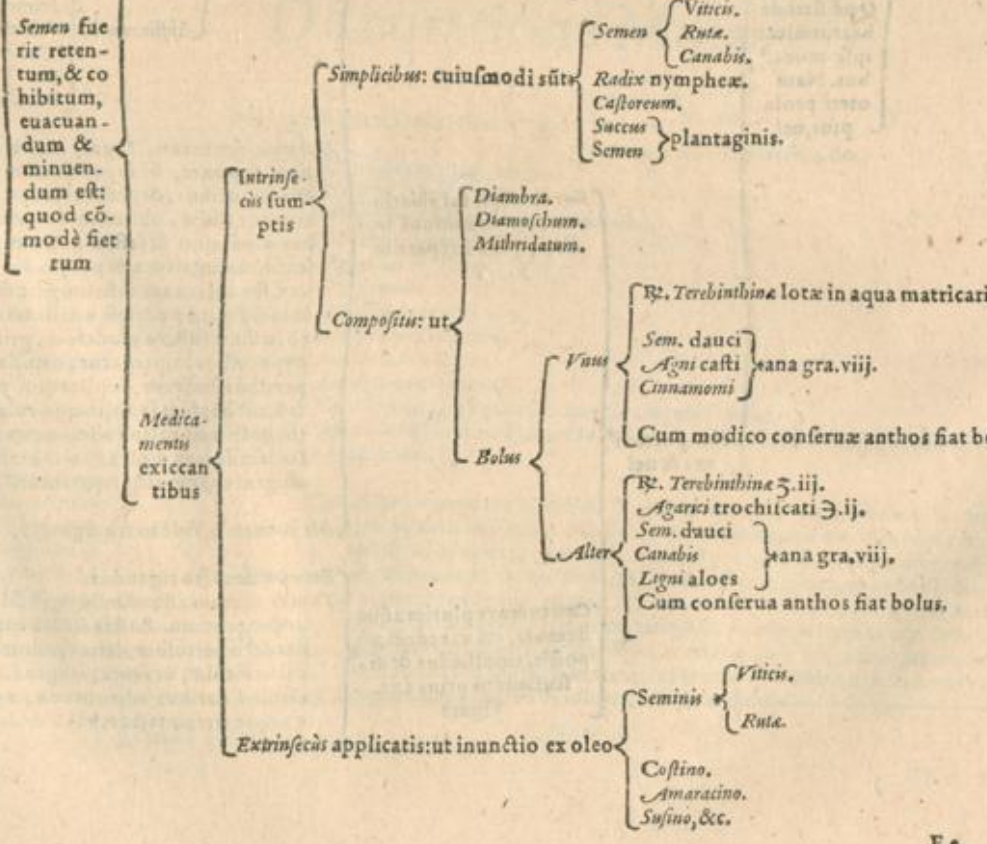 Semen fue
rit reten-
tum,& co
hibitum,
euacuan-
dum &
minuen-
dum eſt:
quod cō-
modè fiet
rum
Medica-
mentis
exiccan
tibus
Intrinſe-
cùs ſum-
ptis
Simplicibus: cuiuſmodi sūt
Semen
Viticis.
Rutæ.
Canabis.
Radix nympheæ.
Caſtoreum.
Succus
Semen
plantaginis.
Compoſitis: ut
Diambra.
Diamoſchum.
Mithridatum.
Bolus
Vnus
℞. Terebinthinæ lotæ in aqua matricari
Sem. dauci
Agni caſti
Cinnamomi
ana gra.viij.
Cum modico conſeruæ anthos fiat bo
Alter
℞. Terebinthinæ ʒ.iij.
Agarici trochiſcati ℈.ij.
Sem. dauci
Canabis
Ligni aloes
ana gra.viij.
Cum conſerua anthos fiat bolus.
Extrinſecùs applicatis:ut inunctio ex oleo
Seminis
Viticis.
Rutæ.
Coſtino.
Amaracino.
Suſino,&c.